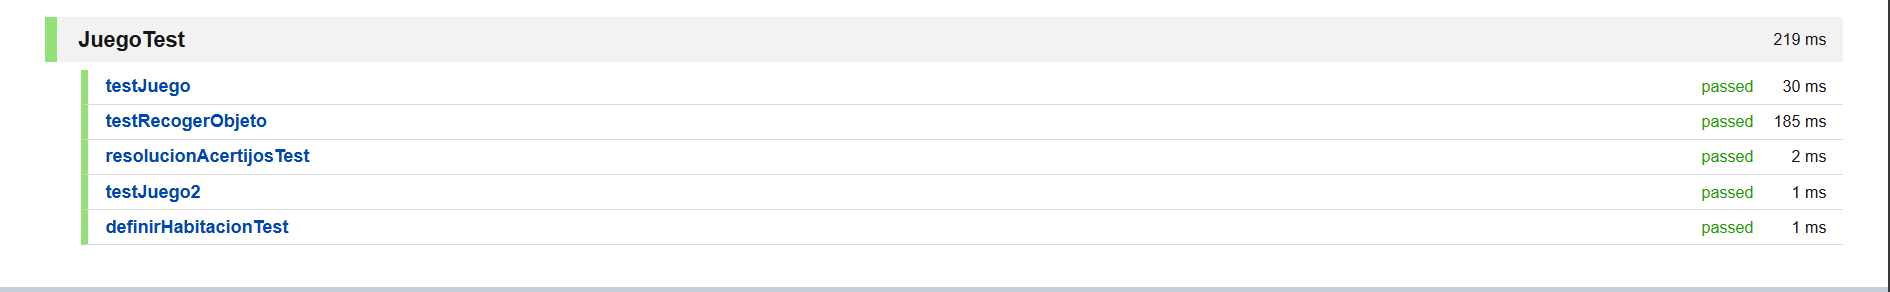 JuegoTest 219 ms
testJuego passed 30 ms
testRecogerObjeto passed 185 ms
resolucionAcertijosTest passed 2 ms
testJuego2 passed 1 ms
definirHabitacionTest passed 1 ms